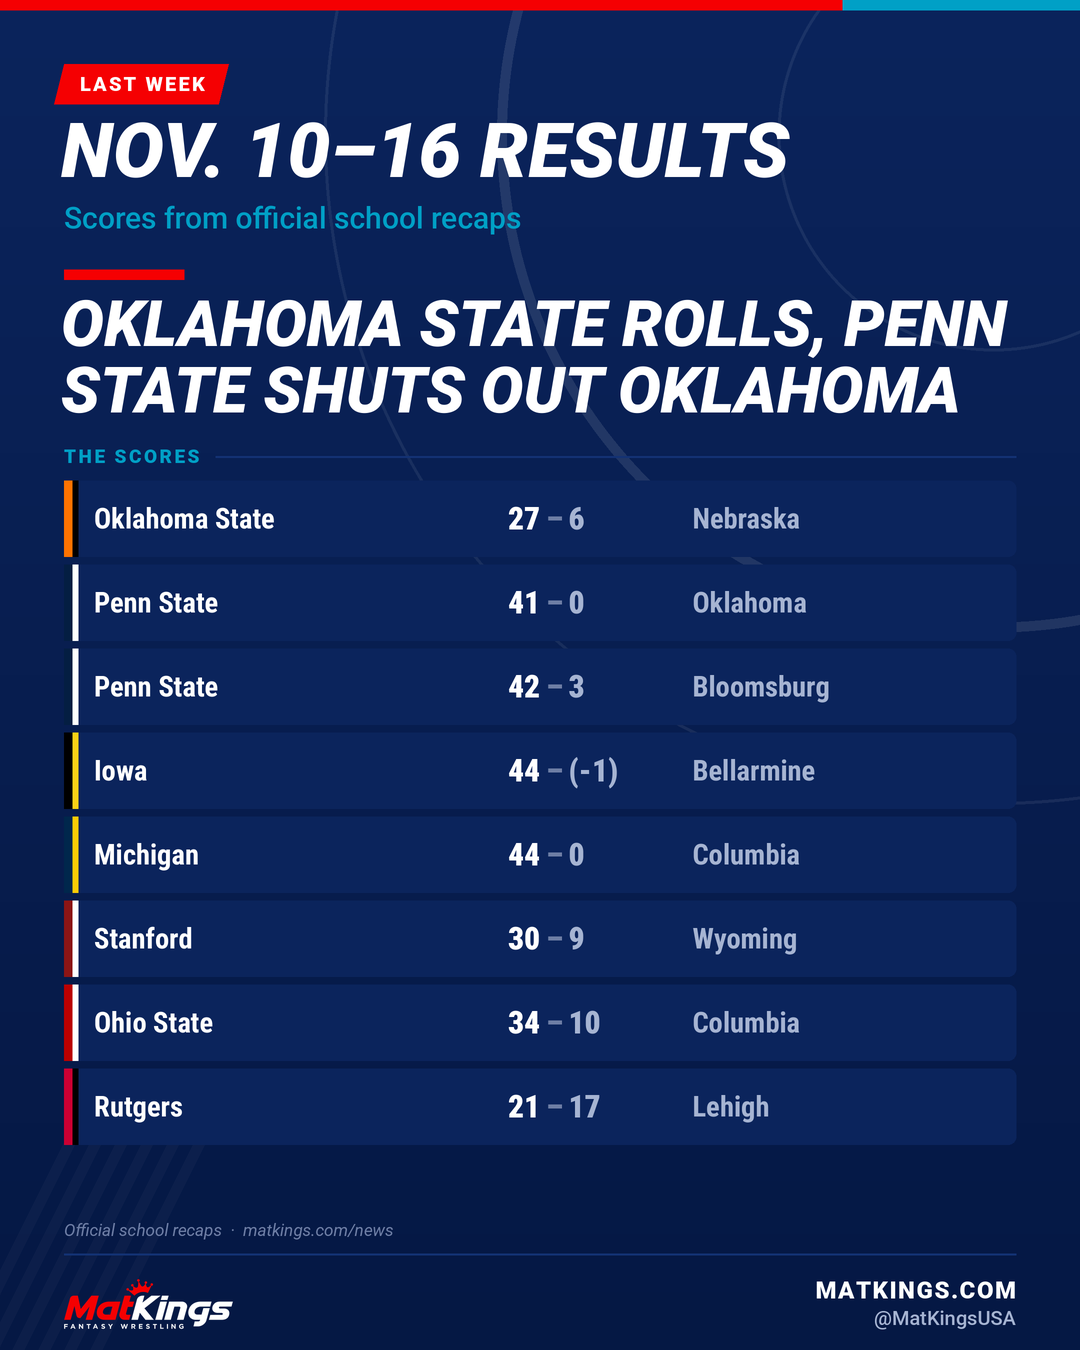 LAST WEEK
NOV. 10–16 RESULTS
Scores from official school recaps
OKLAHOMA STATE ROLLS, PENN
STATE SHUTS OUT OKLAHOMA
THE SCORES
Oklahoma State 27 – 6 Nebraska
Penn State 41 – 0 Oklahoma
Penn State 42 – 3 Bloomsburg
Iowa 44 – (-1) Bellarmine
Michigan 44 – 0 Columbia
Stanford 30 – 9 Wyoming
Ohio State 34 – 10 Columbia
Rutgers 21 – 17 Lehigh
Official school recaps · matkings.com/news
MatKings
FANTASY WRESTLING
MATKINGS.COM
@MatKingsUSA